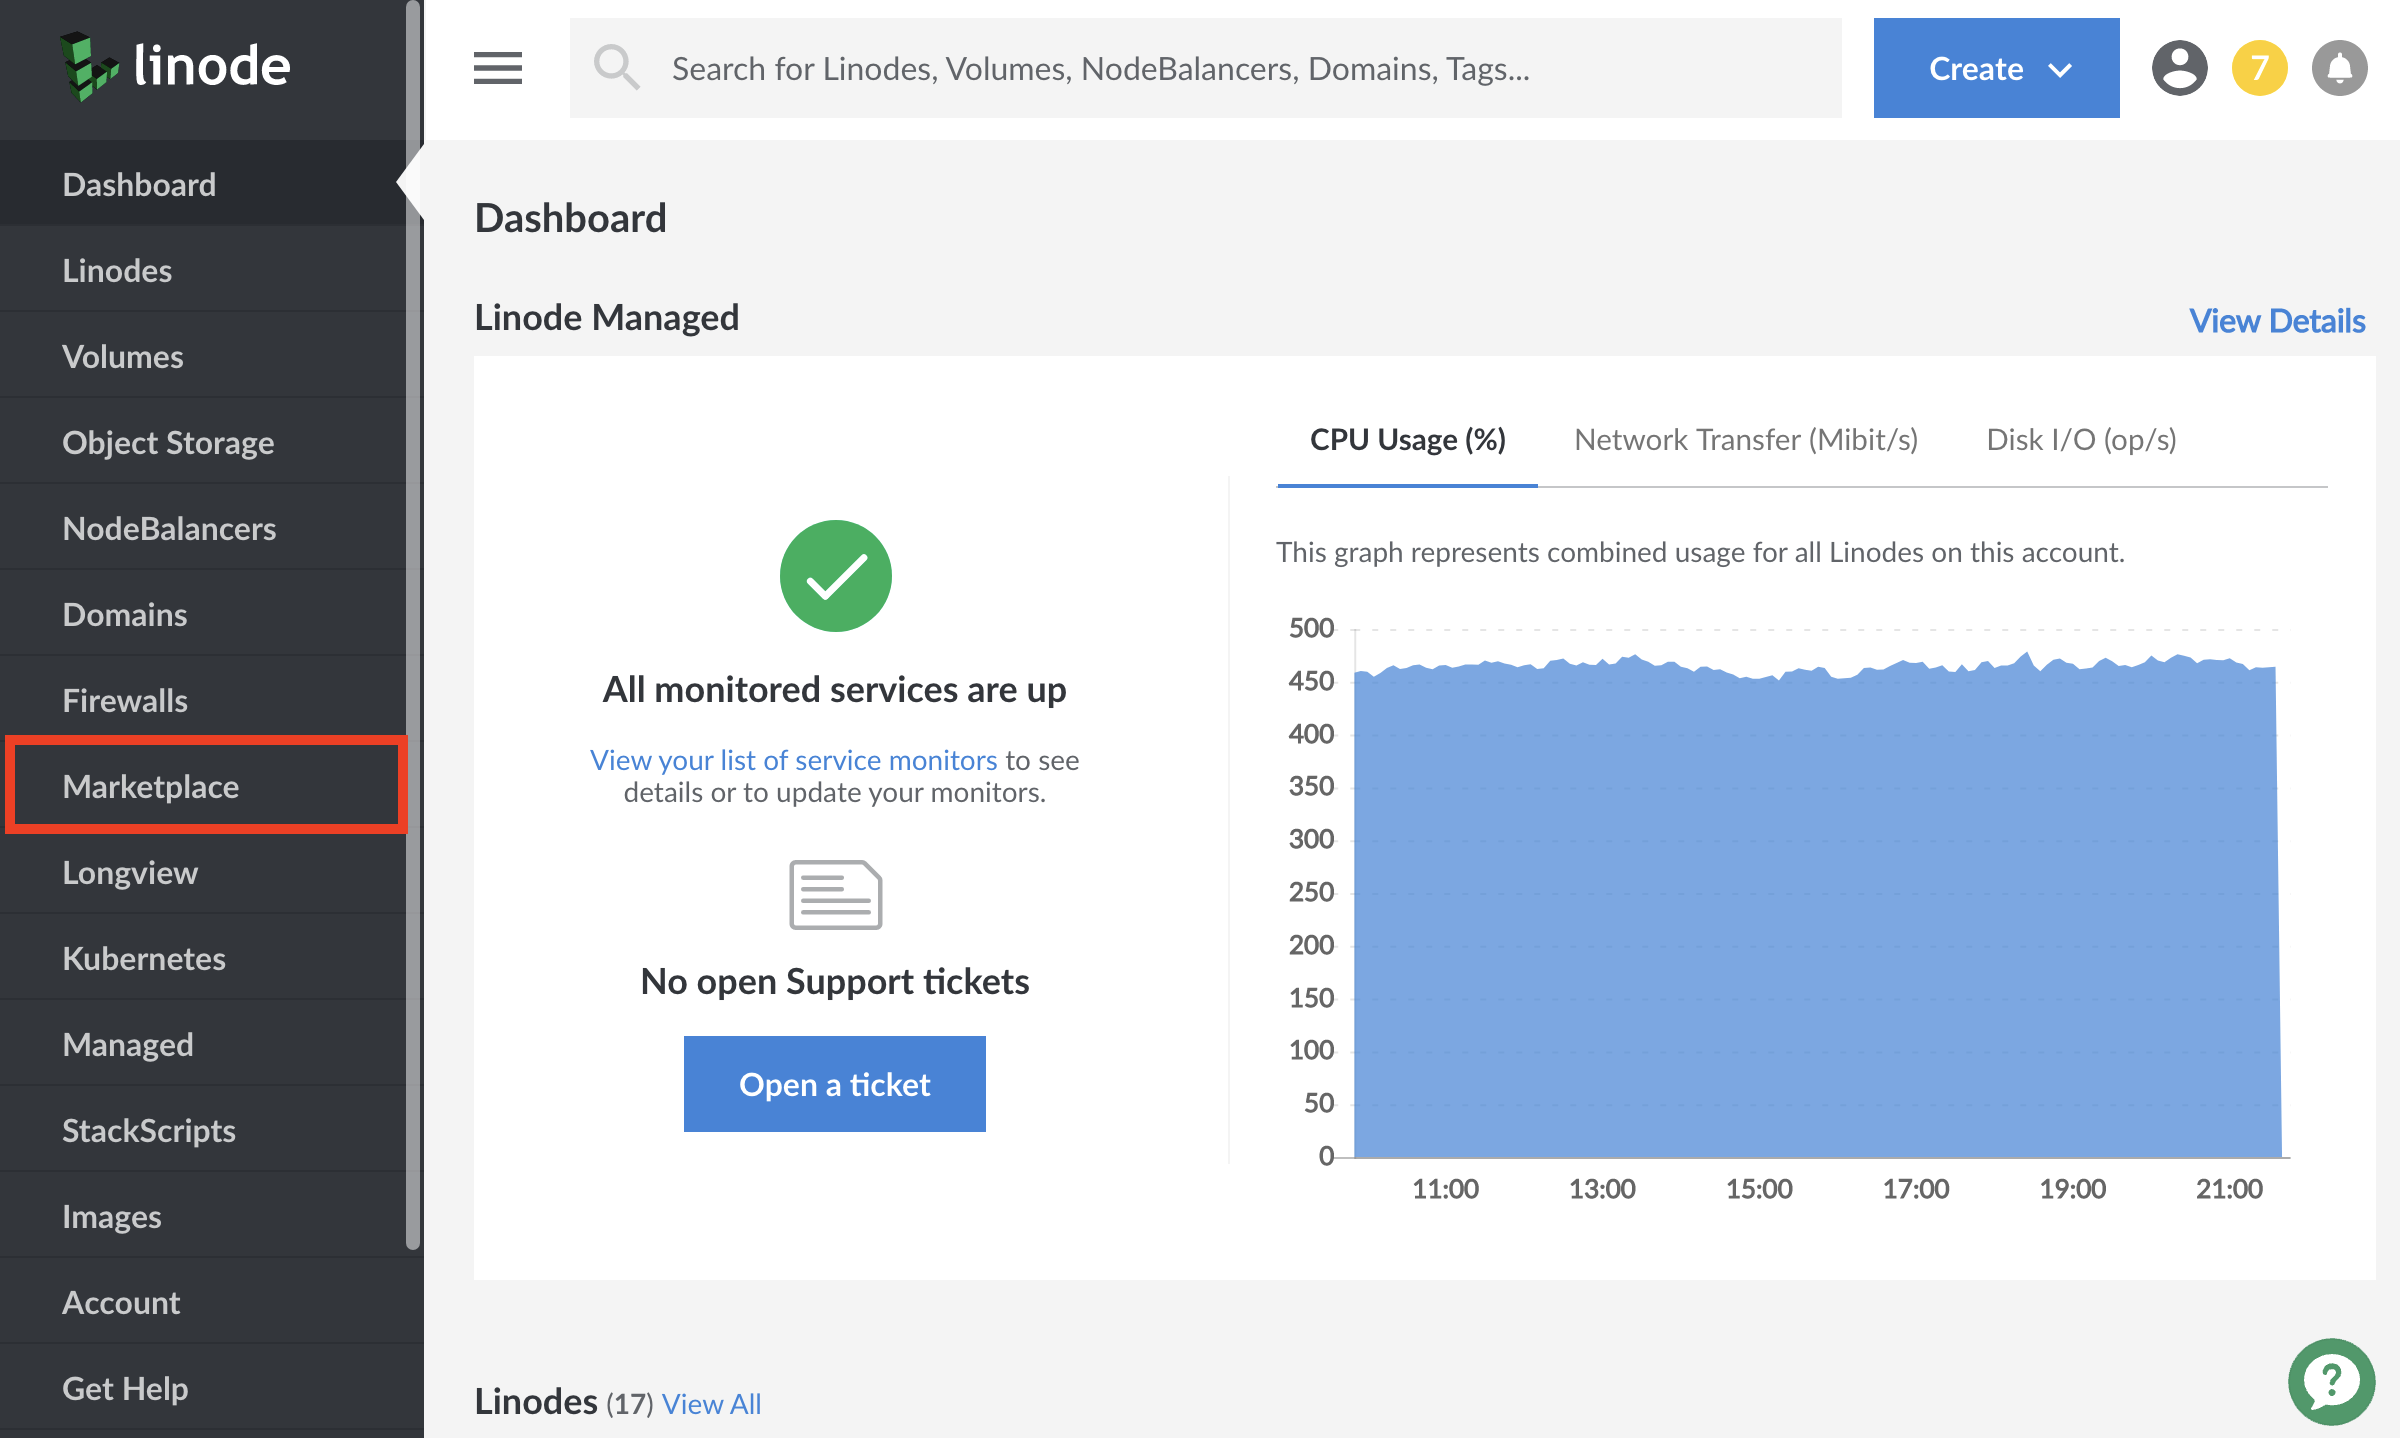 linode
Search for Linodes, Volumes, NodeBalancers, Domains, Tags...
Create
7
Dashboard
Linodes
Volumes
Object Storage
NodeBalancers
Domains
Firewalls
Marketplace
Longview
Kubernetes
Managed
StackScripts
Images
Account
Get Help
Dashboard
Linode Managed
View Details
All monitored services are up
View your list of service monitors to see
details or to update your monitors.
No open Support tickets
Open a ticket
CPU Usage (%)
Network Transfer (Mibit/s)
Disk I/O (op/s)
This graph represents combined usage for all Linodes on this account.
500
450
400
350
300
250
200
150
100
50
0
11:00 13:00 15:00 17:00 19:00 21:00
Linodes (17) View All
?